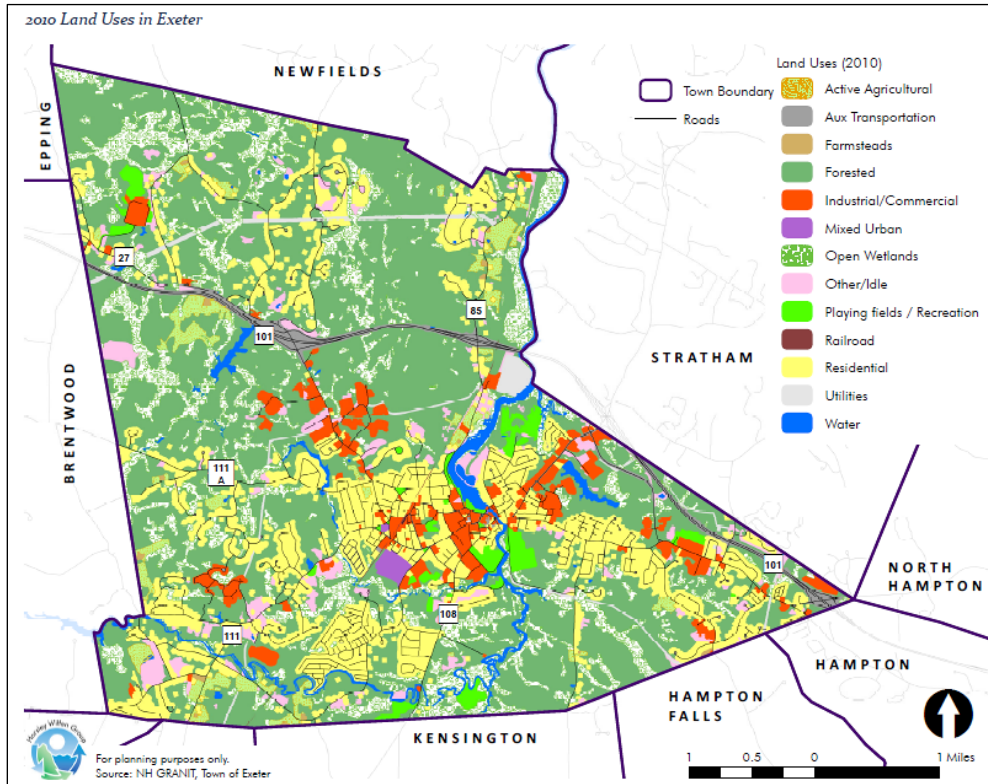 2010 Land Uses in Exeter
NEWFIELDS
EPPING
BRENTWOOD
STRATHAM
NORTH
HAMPTON
HAMPTON
HAMPTON
FALLS
KENSINGTON
27
101
85
111
A
111
108
101
Town Boundary
Roads
Land Uses (2010)
Active Agricultural
Aux Transportation
Farmsteads
Forested
Industrial/Commercial
Mixed Urban
Open Wetlands
Other/Idle
Playing fields / Recreation
Railroad
Residential
Utilities
Water
Horsley Witten Group
For planning purposes only.
Source: NH GRANIT, Town of Exeter
1 0.5 0 1 Miles